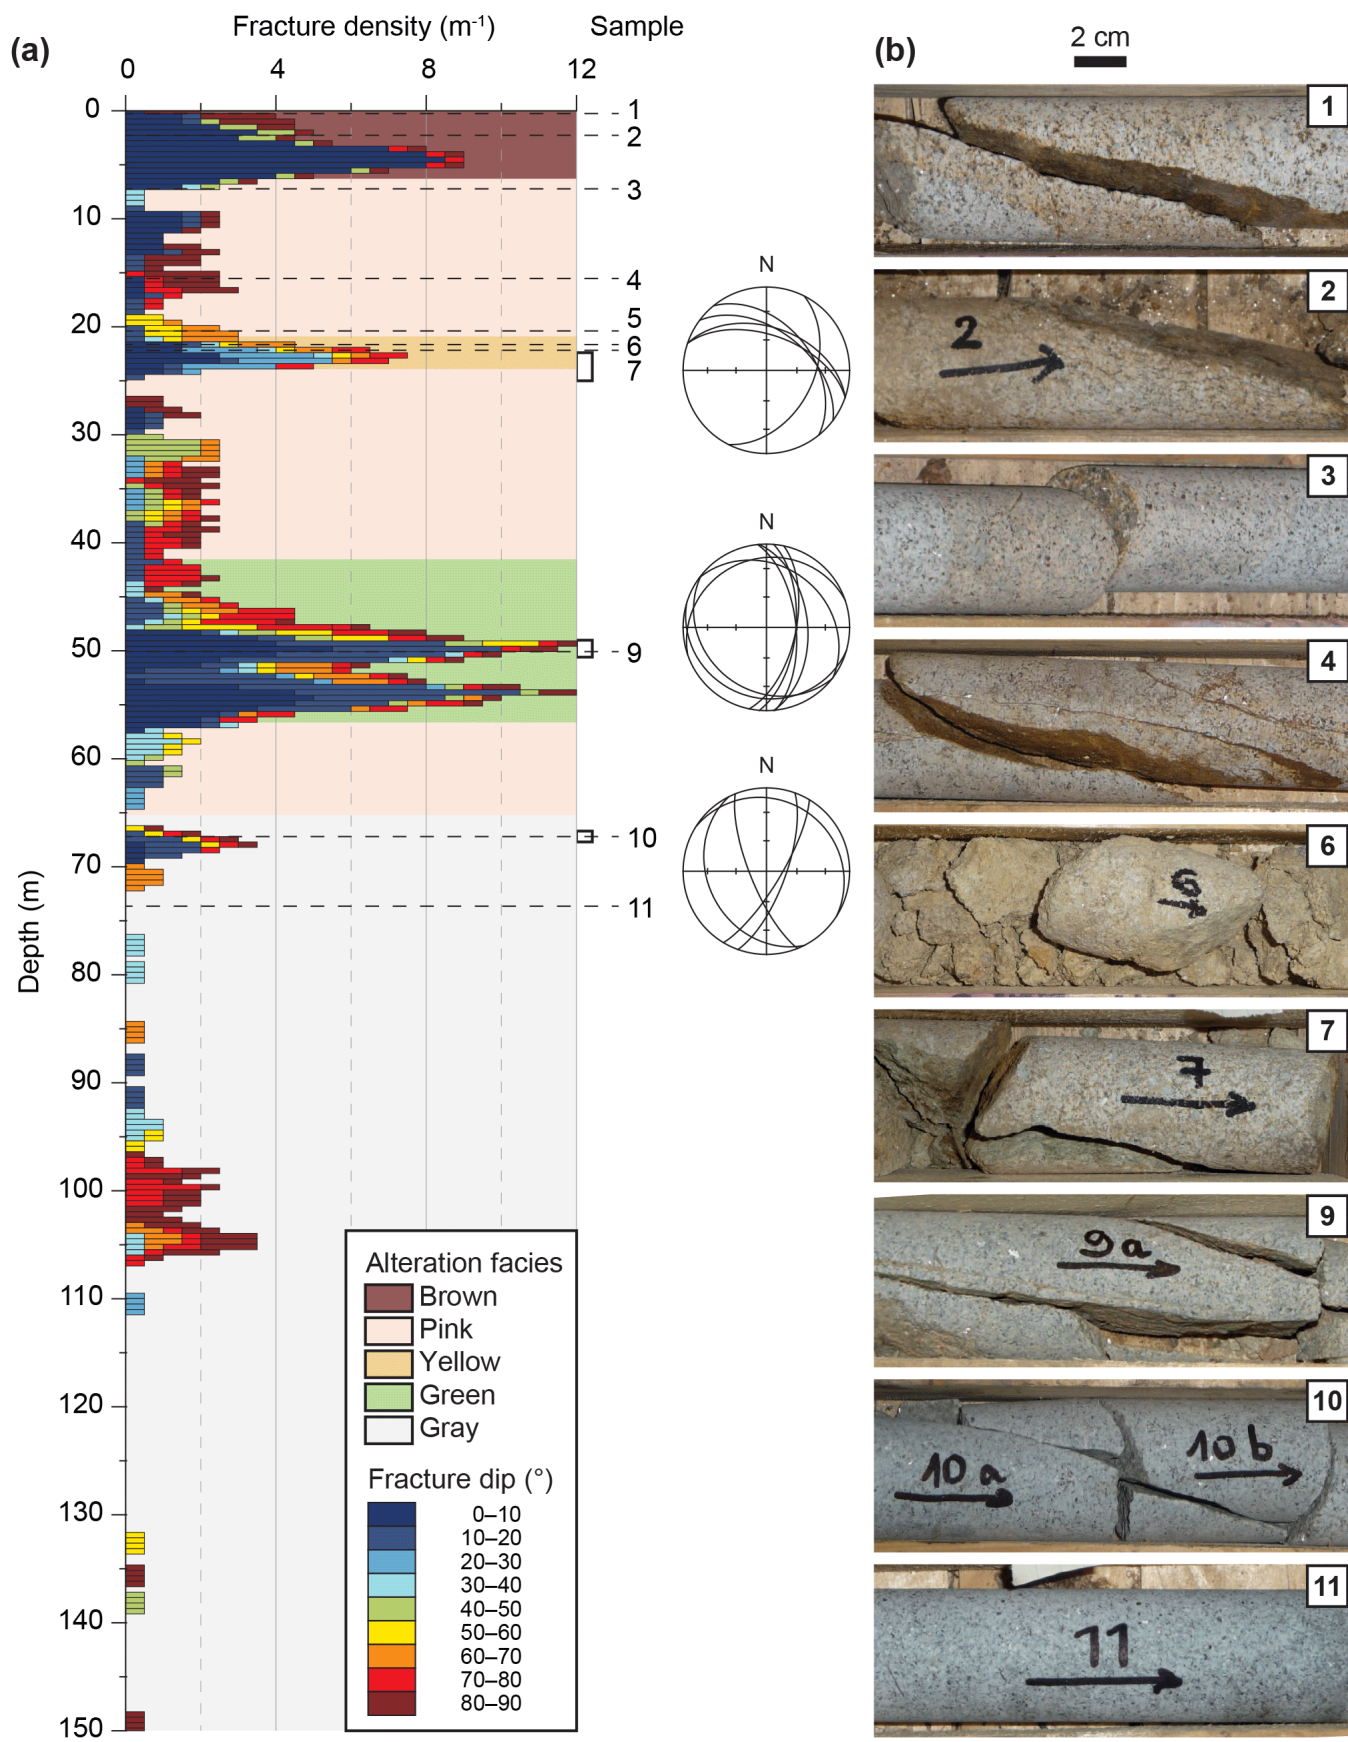 (a)
Fracture density (m⁻¹)
Sample
0 4 8 12
Depth (m)
0
10
20
30
40
50
60
70
80
90
100
110
120
130
140
150
1
2
3
4
5
6
7
9
10
11
N
N
N
Alteration facies
Brown
Pink
Yellow
Green
Gray
Fracture dip (°)
0–10
10–20
20–30
30–40
40–50
50–60
60–70
70–80
80–90
(b)
2 cm
1
2
2
3
4
6
6
7
7
9
9a
10
10a
10b
11
11